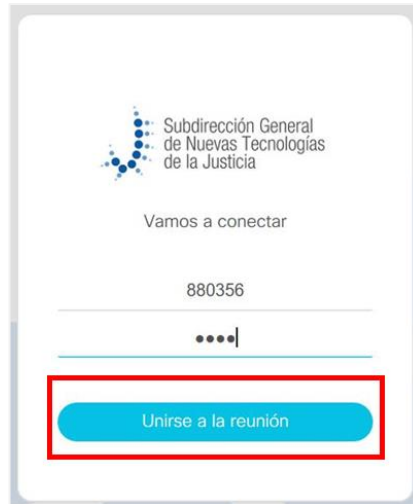 Subdirección General
de Nuevas Tecnologías
de la Justicia
Vamos a conectar
880356
••••
Unirse a la reunión